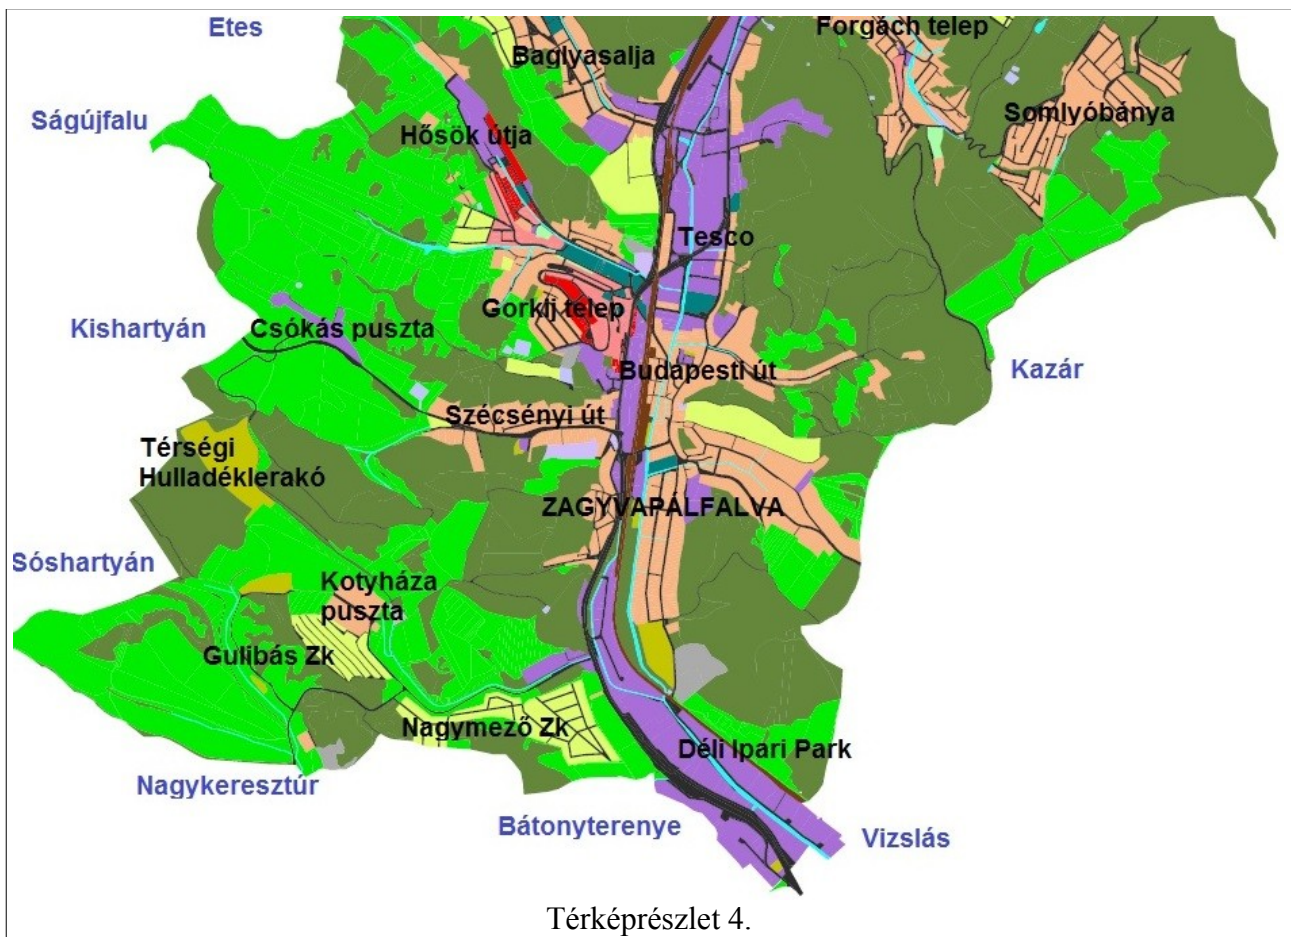 Etes
Forgách telep
Baglyasalja
Ságújfalu
Somlyóbánya
Hősök útja
Tesco
Gorkij telep
Kishartyán
Csókás puszta
Budapesti út
Kazár
Szécsényi út
Térségi
Hulladéklerakó
ZAGYVAPÁLFALVA
Sóshartyán
Kotyháza
puszta
Gulibás Zk
Nagymező Zk
Déli Ipari Park
Nagykeresztúr
Bátonyterenye
Vizslás
Térképrészlet 4.